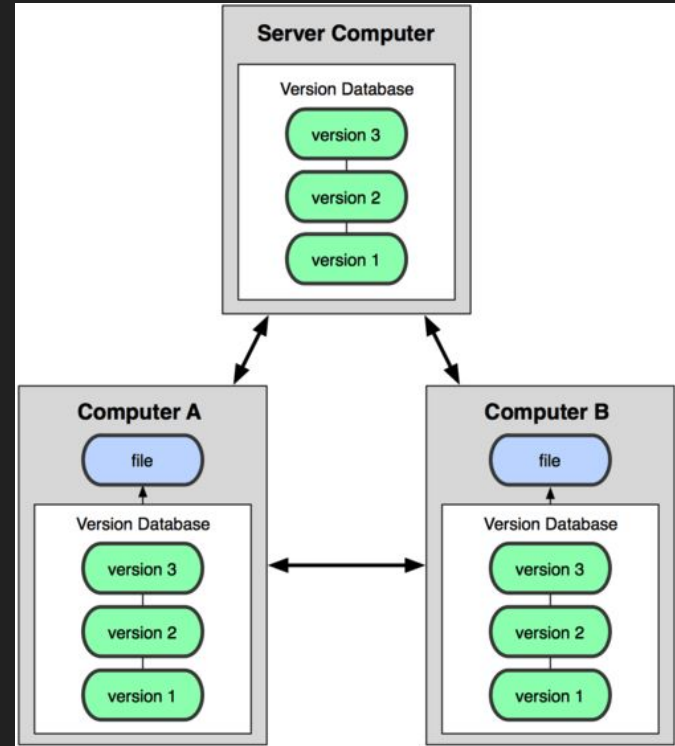 Server Computer
Version Database
version 3
version 2
version 1
Computer A
file
Version Database
version 3
version 2
version 1
Computer B
file
Version Database
version 3
version 2
version 1